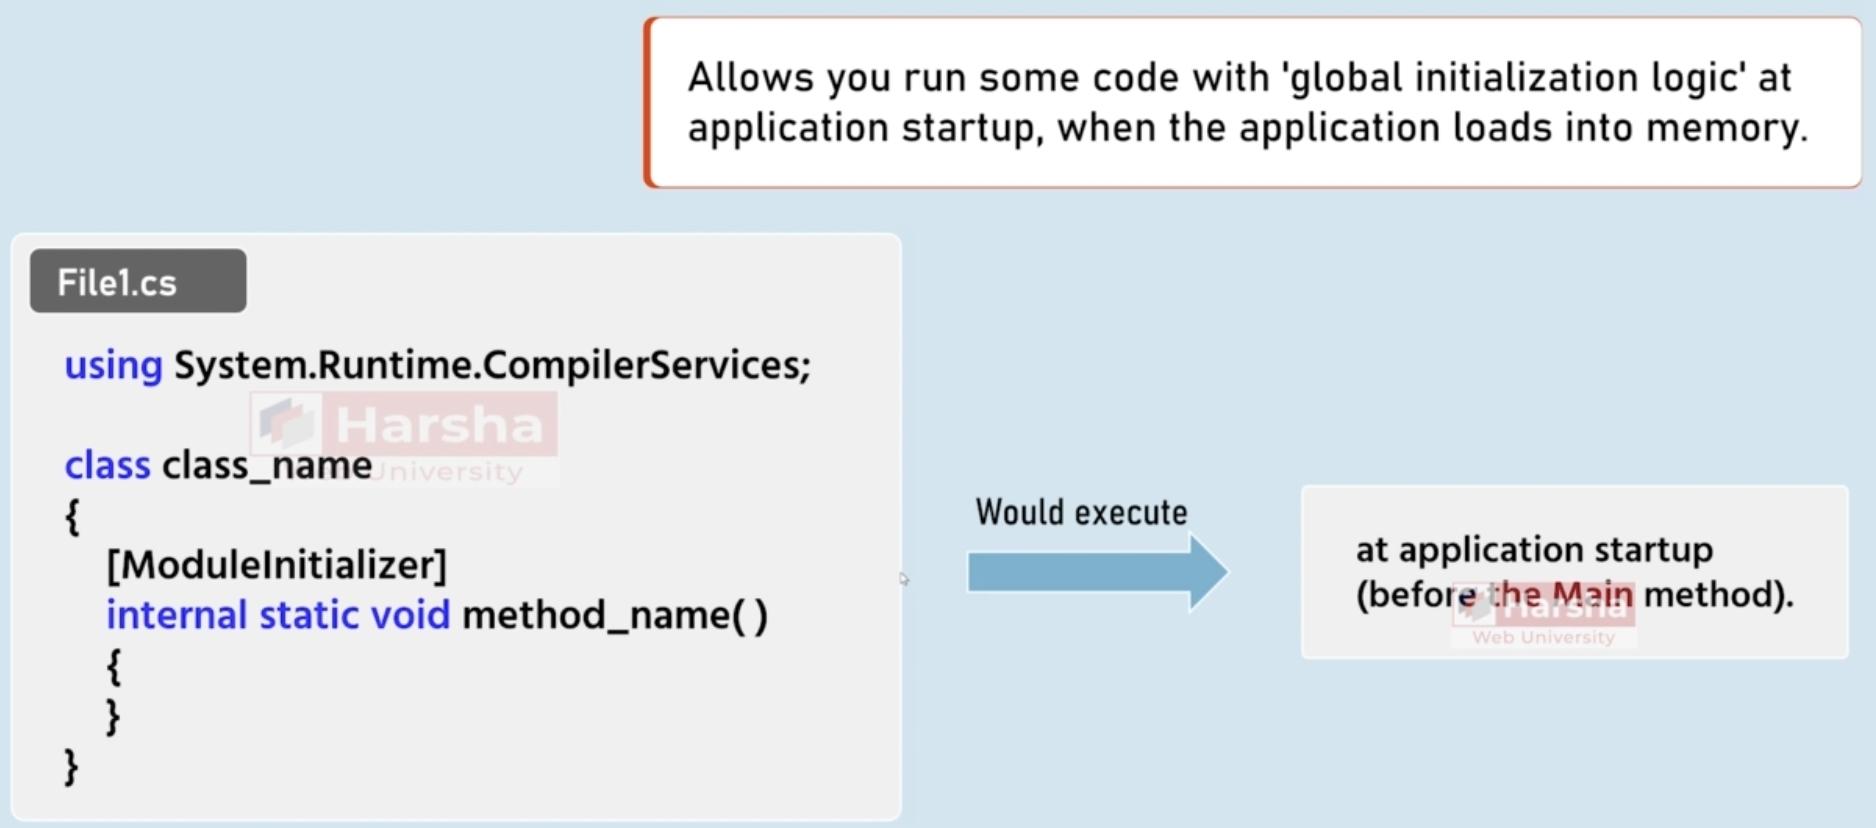 Allows you run some code with 'global initialization logic' at
application startup, when the application loads into memory.
File1.cs
using System.Runtime.CompilerServices;
Harsha
University
class class_name
{
[ModuleInitializer]
internal static void method_name( )
{
}
}
Would execute
at application startup
(before the Main method).
Harsha
Web University